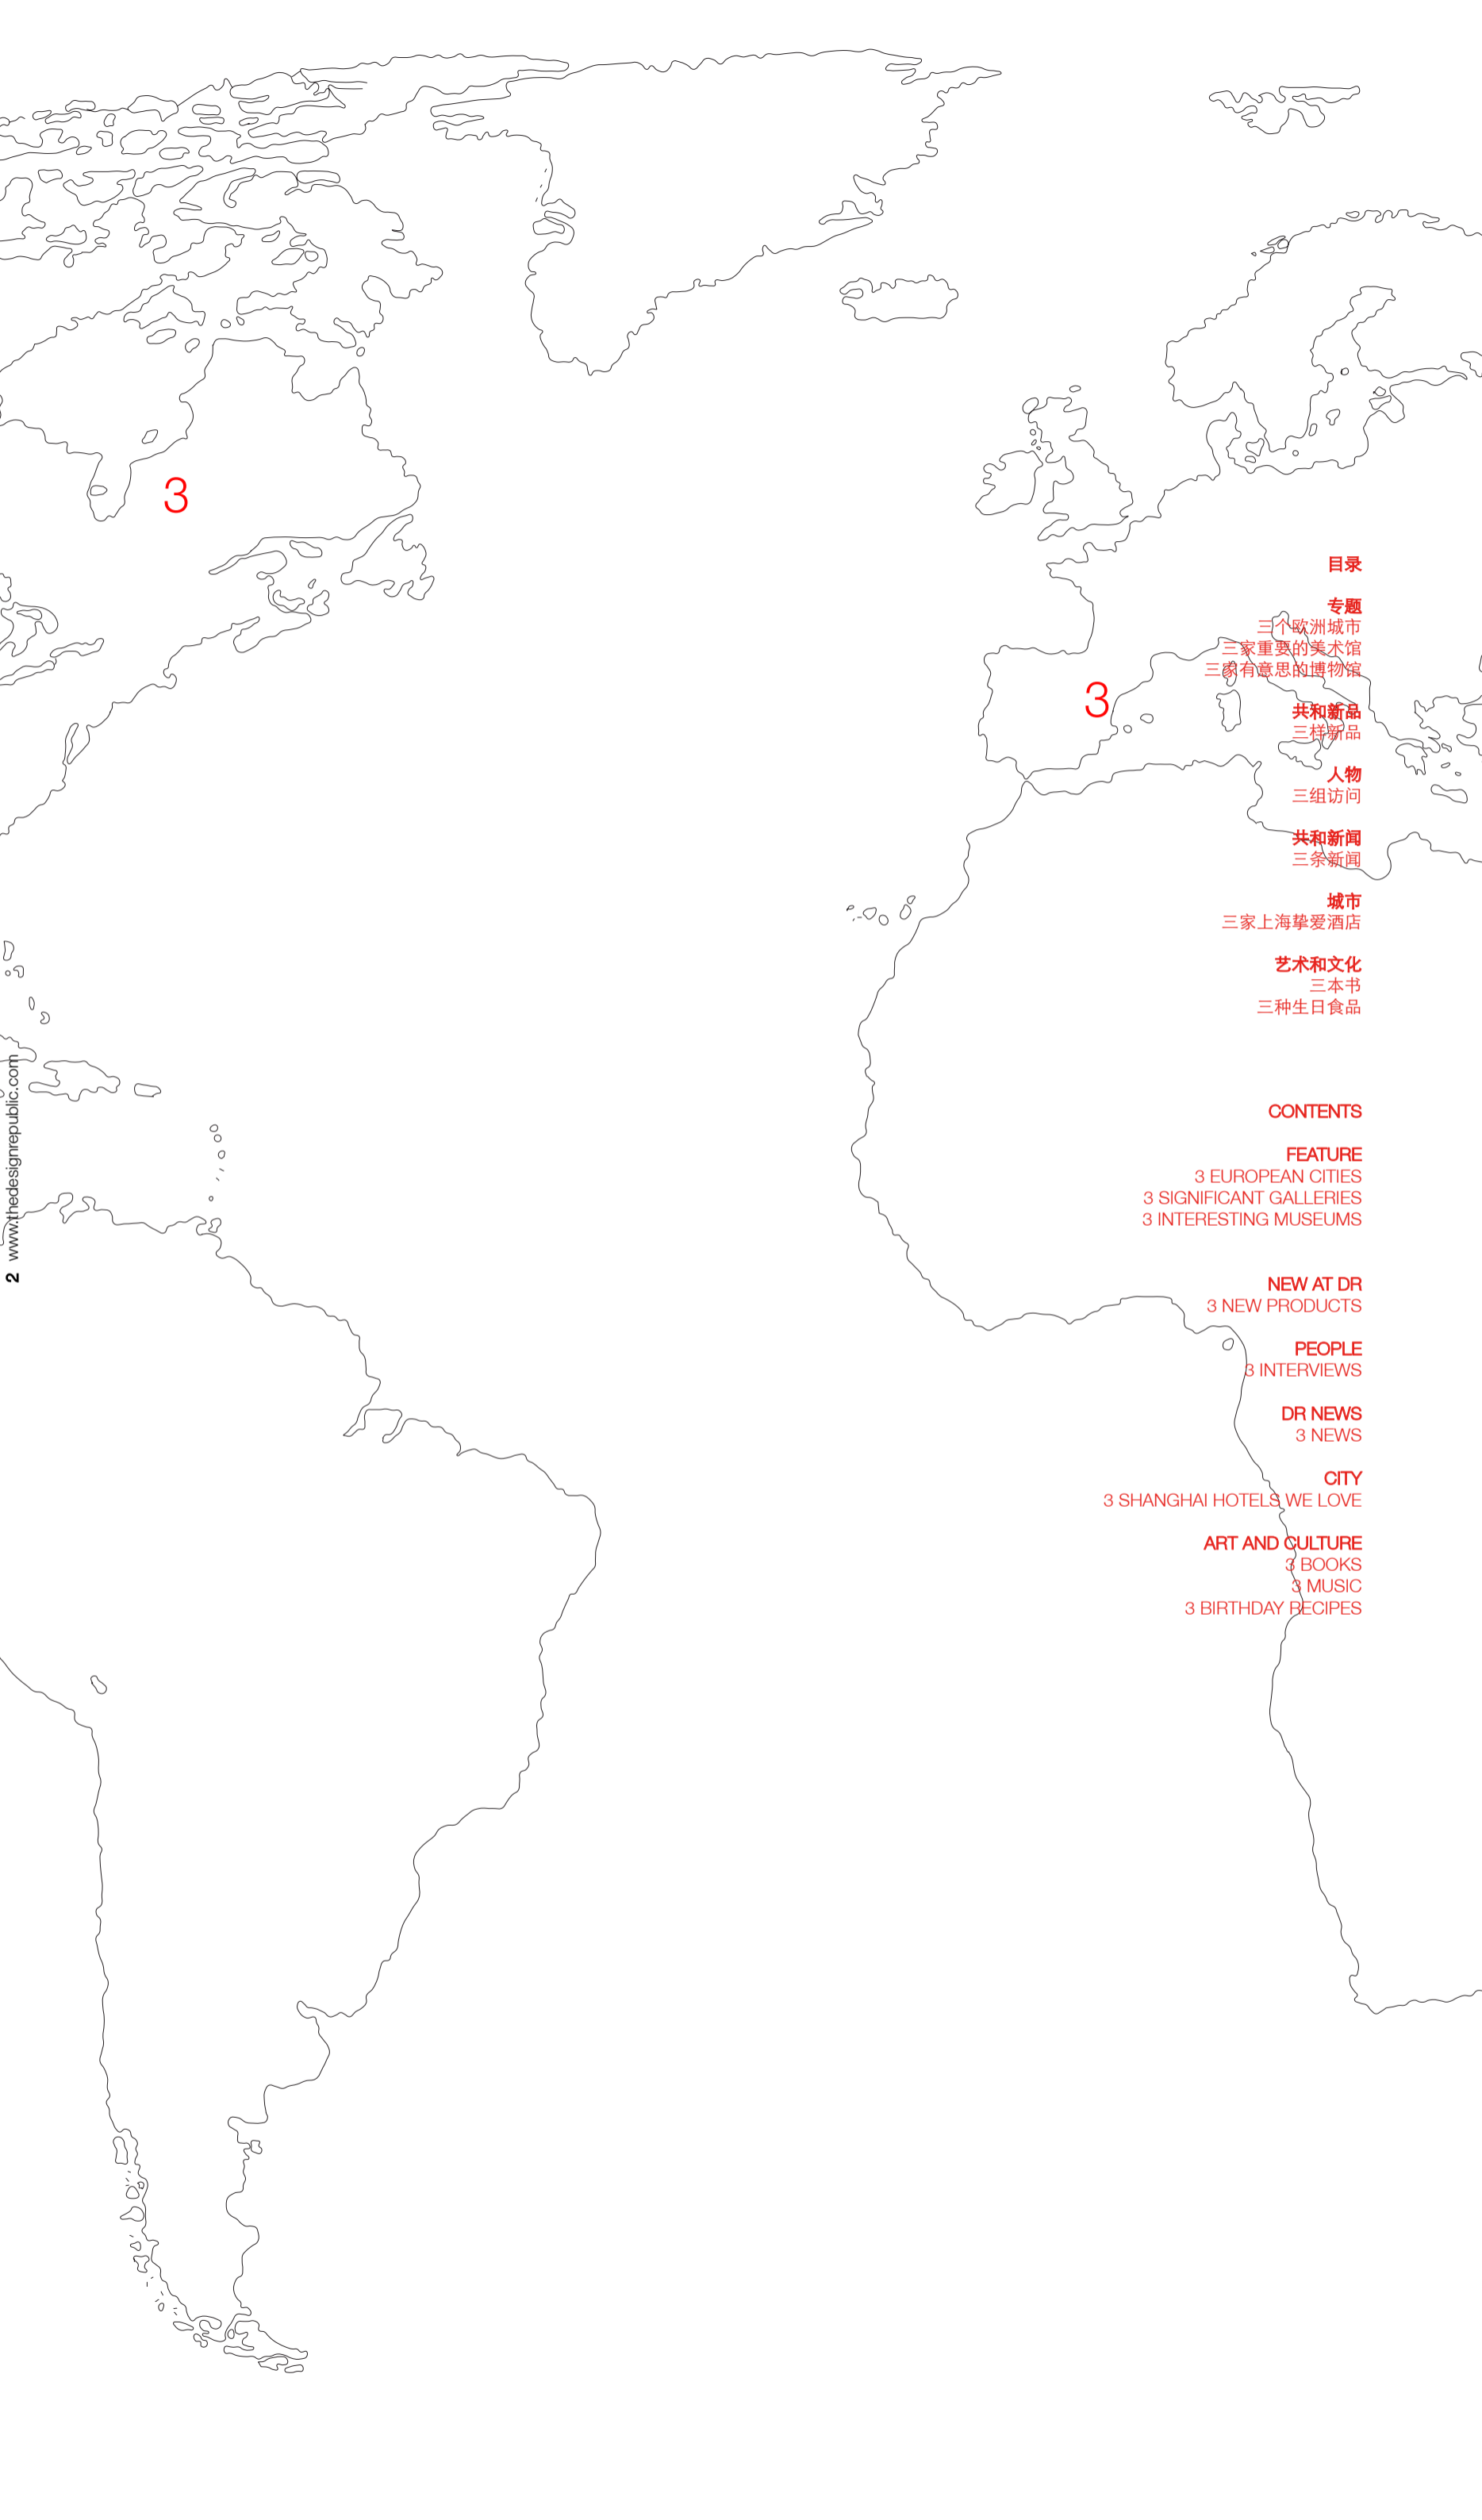 3
3
目录
专题
三个欧洲城市
三家重要的美术馆
三家有意思的博物馆
共和新品
三样新品
人物
三组访问
共和新闻
三条新闻
城市
三家上海挚爱酒店
艺术和文化
三本书
三种生日食品
CONTENTS
FEATURE
3 EUROPEAN CITIES
3 SIGNIFICANT GALLERIES
3 INTERESTING MUSEUMS
NEW AT DR
3 NEW PRODUCTS
PEOPLE
3 INTERVIEWS
DR NEWS
3 NEWS
CITY
3 SHANGHAI HOTELS WE LOVE
ART AND CULTURE
3 BOOKS
3 MUSIC
3 BIRTHDAY RECIPES
2 www.thedesignrepublic.com